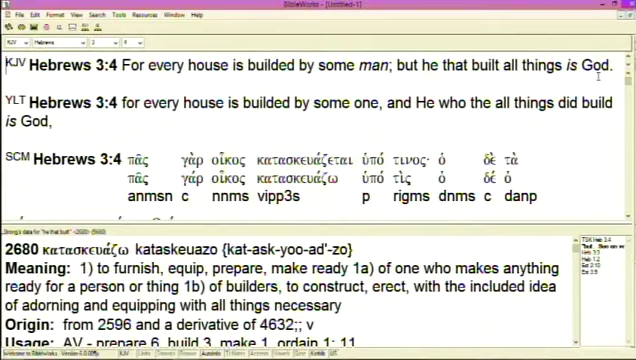 BibleWorks - [Untitled-1]
File Edit Format View Search Tools Resources Window Help
KJV Hebrews 3 4
KJV Hebrews 3:4 For every house is builded by some man; but he that built all things is God.
YLT Hebrews 3:4 for every house is builded by some one, and He who the all things did build
is God,
SCM Hebrews 3:4 πᾶς γὰρ οἶκος κατασκευάζεται ὑπό τινος· ὁ δὲ τὰ
πᾶς γάρ οἶκος κατασκευάζω ὑπό τὶς ὁ δέ ὁ
anmsn c nnms vipp3s p rigms dnms c danp
2680 κατασκευάζω kataskeuazo {kat-ask-yoo-ad'-zo}
Meaning: 1) to furnish, equip, prepare, make ready 1a) of one who makes anything
ready for a person or thing 1b) of builders, to construct, erect, with the included idea
of adorning and equipping with all things necessary
Origin: from 2596 and a derivative of 4632;; v
Usage: AV - prepare 6, build 3, make 1, ordain 1; 11